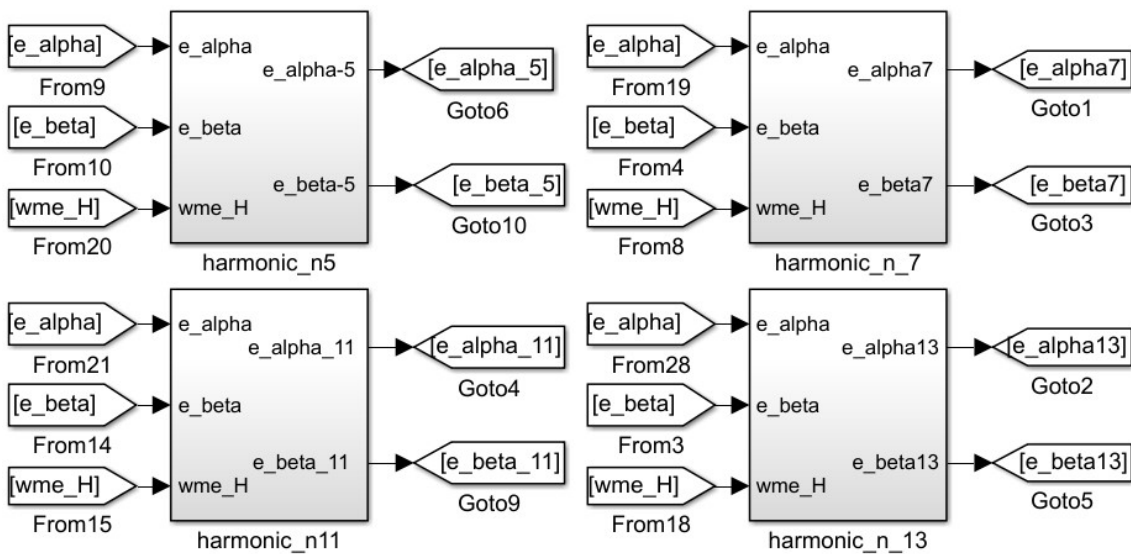 [e_alpha]
From9
[e_beta]
From10
[wme_H]
From20
e_alpha
e_beta
wme_H
e_alpha-5
e_beta-5
harmonic_n5
[e_alpha_5]
Goto6
[e_beta_5]
Goto10
[e_alpha]
From19
[e_beta]
From4
[wme_H]
From8
e_alpha
e_beta
wme_H
e_alpha7
e_beta7
harmonic_n_7
[e_alpha7]
Goto1
[e_beta7]
Goto3
[e_alpha]
From21
[e_beta]
From14
[wme_H]
From15
e_alpha
e_beta
wme_H
e_alpha_11
e_beta_11
harmonic_n11
[e_alpha_11]
Goto4
[e_beta_11]
Goto9
[e_alpha]
From28
[e_beta]
From3
[wme_H]
From18
e_alpha
e_beta
wme_H
e_alpha13
e_beta13
harmonic_n_13
[e_alpha13]
Goto2
[e_beta13]
Goto5